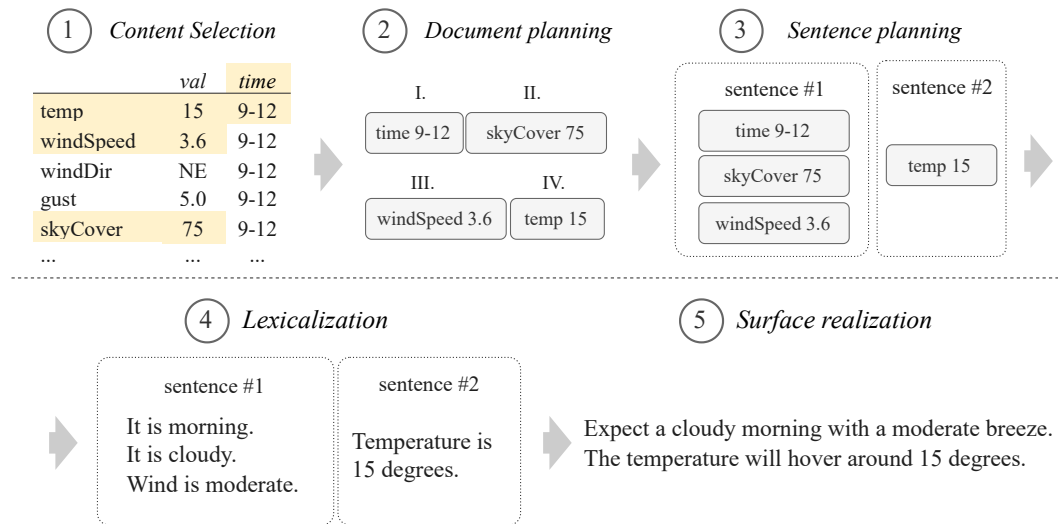 1 Content Selection
val time
temp 15 9-12
windSpeed 3.6 9-12
windDir NE 9-12
gust 5.0 9-12
skyCover 75 9-12
... ... ...
2 Document planning
I. II.
time 9-12 skyCover 75
III. IV.
windSpeed 3.6 temp 15
3 Sentence planning
sentence #1
time 9-12
skyCover 75
windSpeed 3.6
sentence #2
temp 15
4 Lexicalization
sentence #1
It is morning.
It is cloudy.
Wind is moderate.
sentence #2
Temperature is
15 degrees.
5 Surface realization
Expect a cloudy morning with a moderate breeze.
The temperature will hover around 15 degrees.